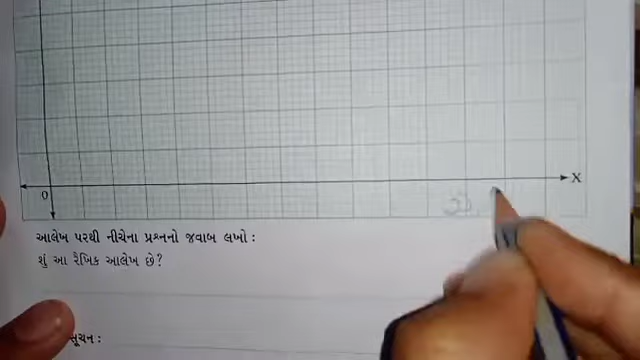 X
0
આલેખ પરથી નીચેના પ્રશ્નનો જવાબ લખો :
શું આ રૈખિક આલેખ છે?
સૂચન :